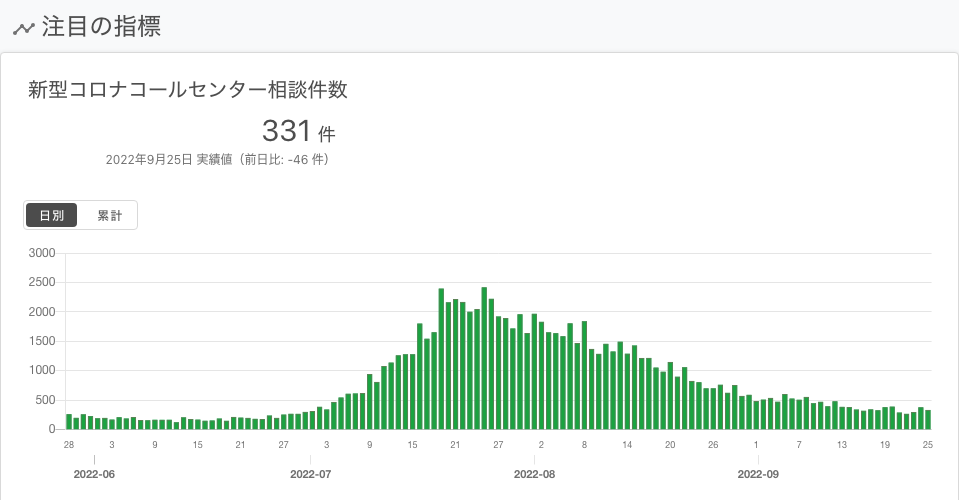 注目の指標
新型コロナコールセンター相談件数
331 件
2022年9月25日 実績値（前日比: -46 件）
日別 累計
3000
2500
2000
1500
1000
500
0
28 3 9 15 21 27 3 9 15 21 27 2 8 14 20 26 1 7 13 19 25
2022-06 2022-07 2022-08 2022-09